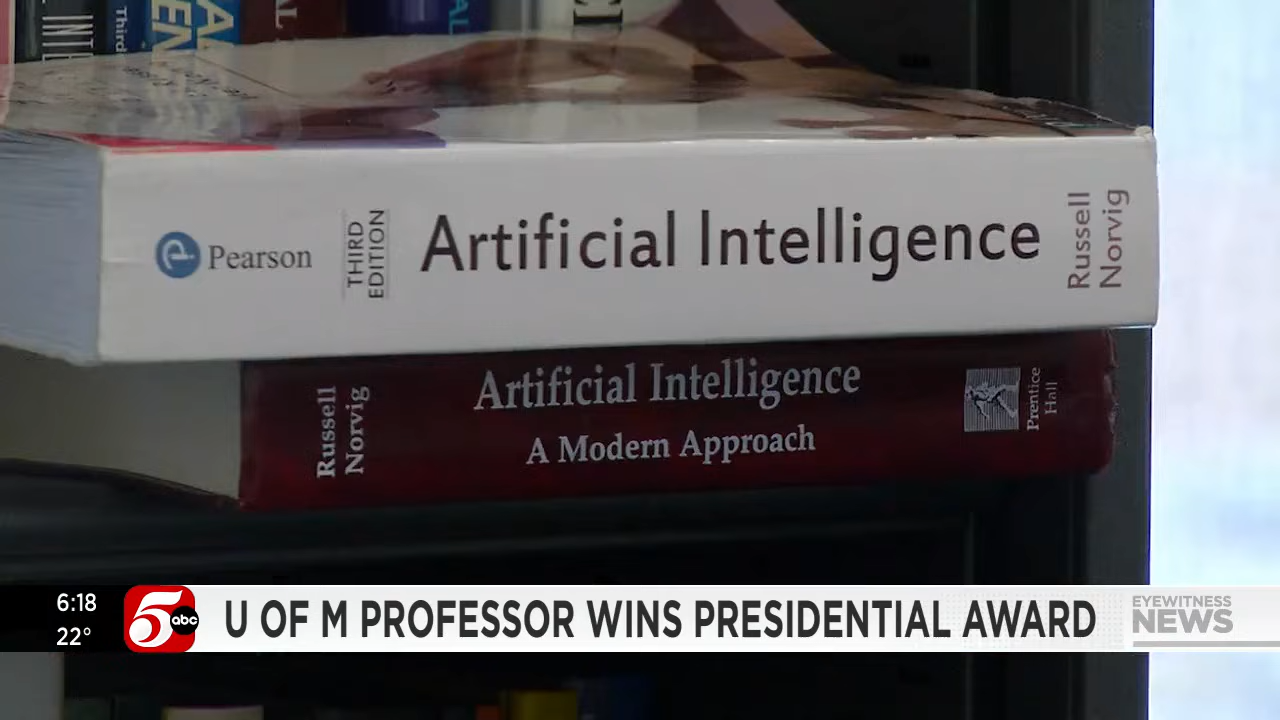 Third
Pearson
THIRD
EDITION
Artificial Intelligence
Russell
Norvig
Russell
Norvig
Artificial Intelligence
A Modern Approach
Prentice
Hall
6:18
22°
5
abc
U OF M PROFESSOR WINS PRESIDENTIAL AWARD
EYEWITNESS
NEWS